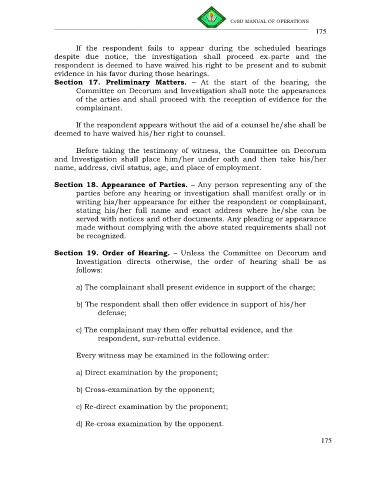 CvSU MANUAL OF OPERATIONS
175
If the respondent fails to appear during the scheduled hearings
despite due notice, the investigation shall proceed ex-parte and the
respondent is deemed to have waived his right to be present and to submit
evidence in his favor during those hearings.
Section 17. Preliminary Matters. – At the start of the hearing, the
Committee on Decorum and Investigation shall note the appearances
of the arties and shall proceed with the reception of evidence for the
complainant.
If the respondent appears without the aid of a counsel he/she shall be
deemed to have waived his/her right to counsel.
Before taking the testimony of witness, the Committee on Decorum
and Investigation shall place him/her under oath and then take his/her
name, address, civil status, age, and place of employment.
Section 18. Appearance of Parties. – Any person representing any of the
parties before any hearing or investigation shall manifest orally or in
writing his/her appearance for either the respondent or complainant,
stating his/her full name and exact address where he/she can be
served with notices and other documents. Any pleading or appearance
made without complying with the above stated requirements shall not
be recognized.
Section 19. Order of Hearing. – Unless the Committee on Decorum and
Investigation directs otherwise, the order of hearing shall be as
follows:
a) The complainant shall present evidence in support of the charge;
b) The respondent shall then offer evidence in support of his/her
defense;
c) The complainant may then offer rebuttal evidence, and the
respondent, sur-rebuttal evidence.
Every witness may be examined in the following order:
a) Direct examination by the proponent;
b) Cross-examination by the opponent;
c) Re-direct examination by the proponent;
d) Re-cross examination by the opponent.
175